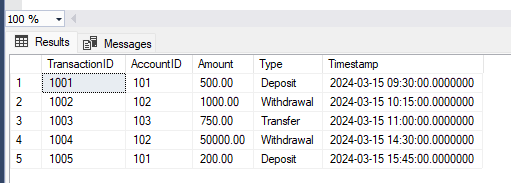 100 %
Results Messages
TransactionID AccountID Amount Type Timestamp
1 1001 101 500.00 Deposit 2024-03-15 09:30:00.0000000
2 1002 102 1000.00 Withdrawal 2024-03-15 10:15:00.0000000
3 1003 103 750.00 Transfer 2024-03-15 11:00:00.0000000
4 1004 102 50000.00 Withdrawal 2024-03-15 14:30:00.0000000
5 1005 101 200.00 Deposit 2024-03-15 15:45:00.0000000